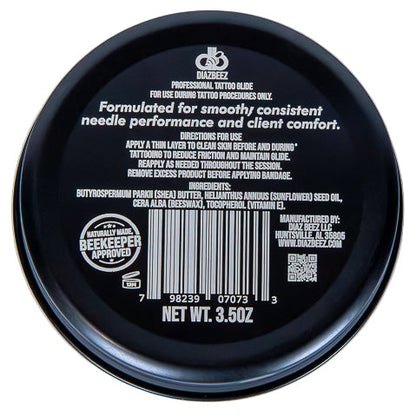 DIAZBEEZ
PROFESSIONAL TATTOO GLIDE
FOR USE DURING TATTOO PROCEDURES ONLY.
Formulated for smooth, consistent
needle performance and client comfort.
DIRECTIONS FOR USE
APPLY A THIN LAYER TO CLEAN SKIN BEFORE AND DURING*
TATTOOING TO REDUCE FRICTION AND MAINTAIN GLIDE.
REAPPLY AS NEEDED THROUGHOUT THE SESSION.
REMOVE EXCESS PRODUCT BEFORE APPLYING BANDAGE.
INGREDIENTS:
BUTYROSPERMUM PARKII (SHEA) BUTTER, HELIANTHUS ANNUUS (SUNFLOWER) SEED OIL,
CERA ALBA (BEESWAX), TOCOPHEROL (VITAMIN E).
NATURALLY MADE.
BEEKEEPER
APPROVED
MANUFACTURED BY:
DIAZ BEEZ LLC
HUNTSVILLE, AL 35805
WWW.DIAZBEEZ.COM
12M
7 98239 07073 3
NET WT. 3.5OZ